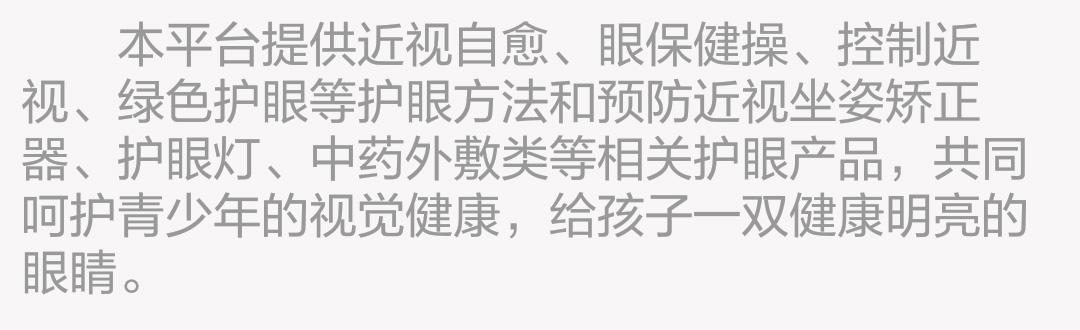 本平台提供近视自愈、眼保健操、控制近
视、绿色护眼等护眼方法和预防近视坐姿矫正
器、护眼灯、中药外敷类等相关护眼产品，共同
呵护青少年的视觉健康，给孩子一双健康明亮的
眼睛。